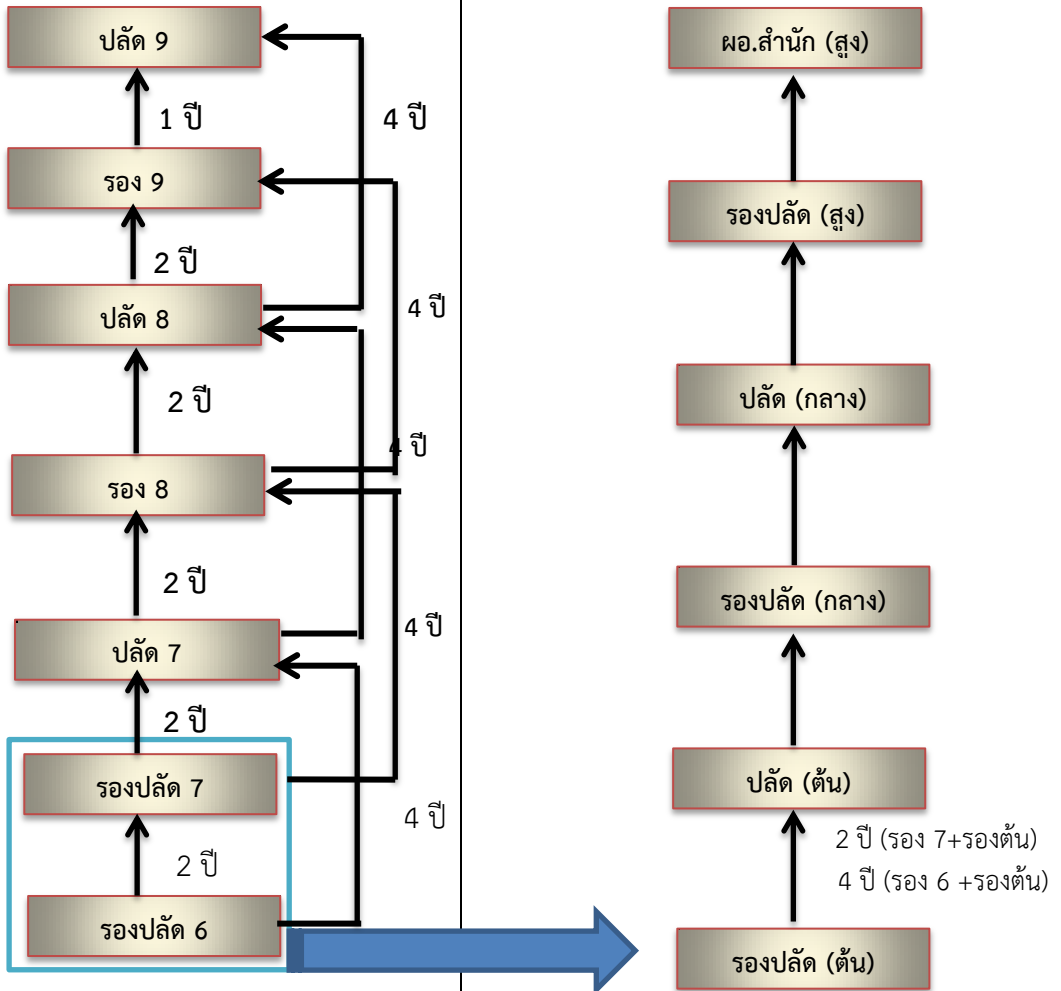 ปลัด 9
1 ปี
4 ปี
รอง 9
2 ปี
4 ปี
ปลัด 8
2 ปี
4 ปี
รอง 8
2 ปี
4 ปี
ปลัด 7
2 ปี
รองปลัด 7
4 ปี
2 ปี
รองปลัด 6
ผอ.สำนัก (สูง)
รองปลัด (สูง)
ปลัด (กลาง)
รองปลัด (กลาง)
ปลัด (ต้น)
2 ปี (รอง 7+รองต้น)
4 ปี (รอง 6 +รองต้น)
รองปลัด (ต้น)